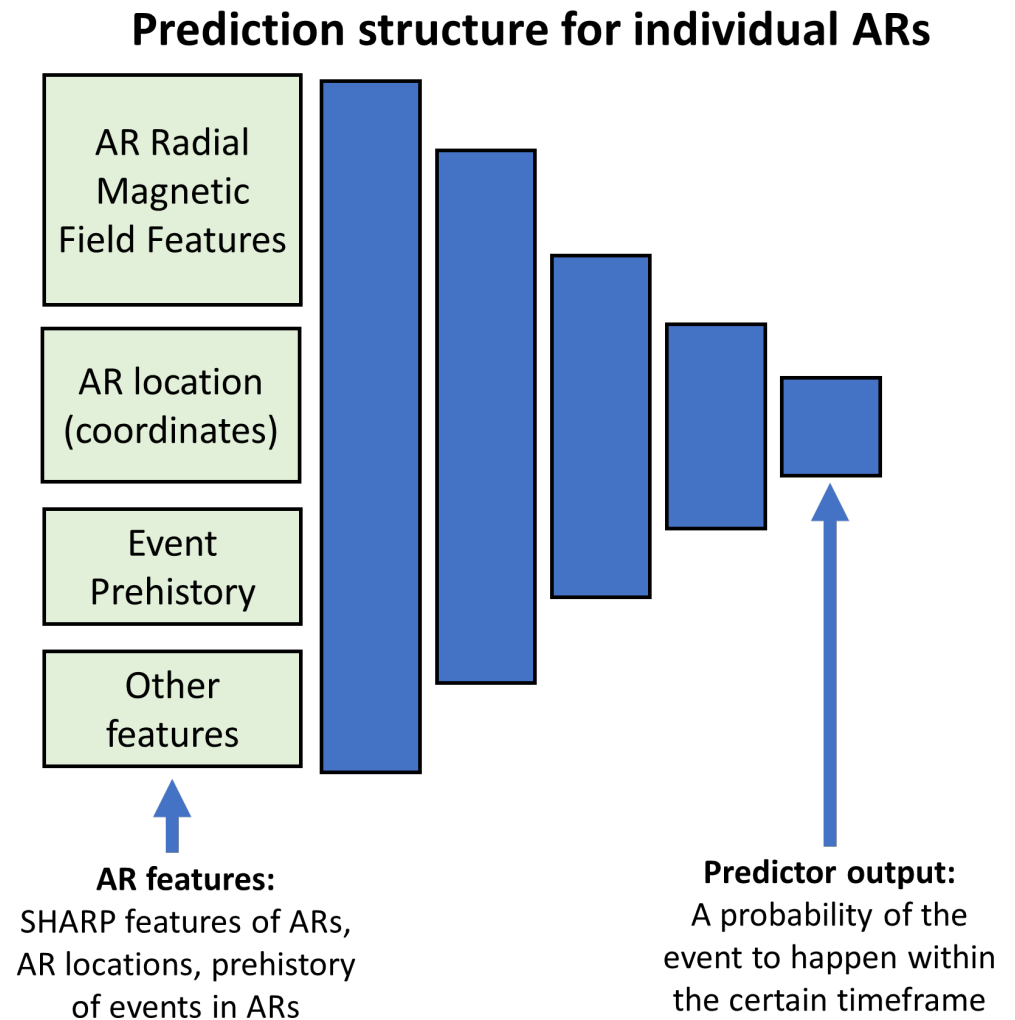 Prediction structure for individual ARs
AR Radial
Magnetic
Field Features
AR location
(coordinates)
Event
Prehistory
Other
features
AR features:
SHARP features of ARs,
AR locations, prehistory
of events in ARs
Predictor output:
A probability of the
event to happen within
the certain timeframe